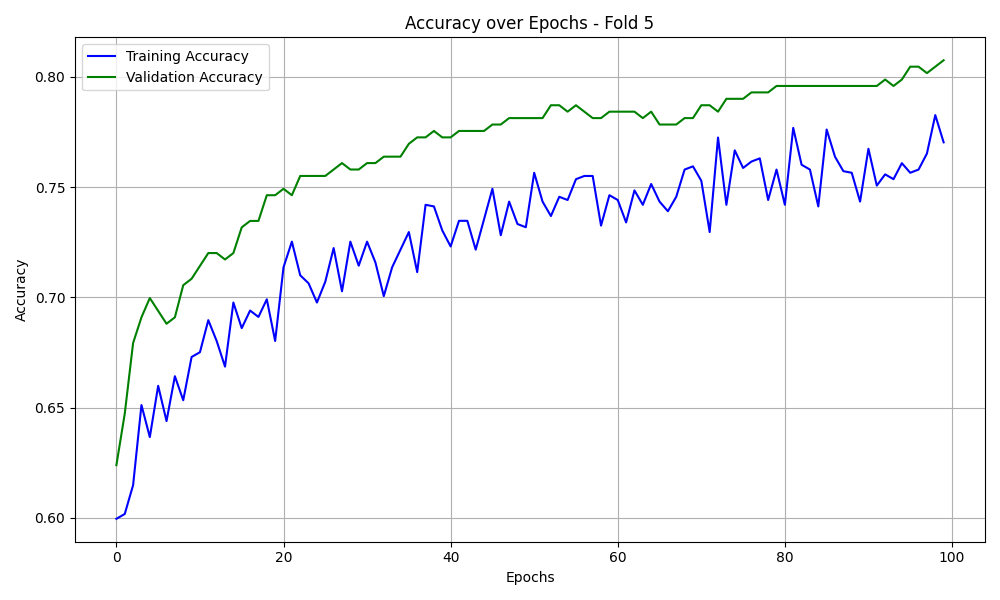 Accuracy over Epochs - Fold 5
Training Accuracy
Validation Accuracy
Accuracy
0.80
0.75
0.70
0.65
0.60
0 20 40 60 80 100
Epochs